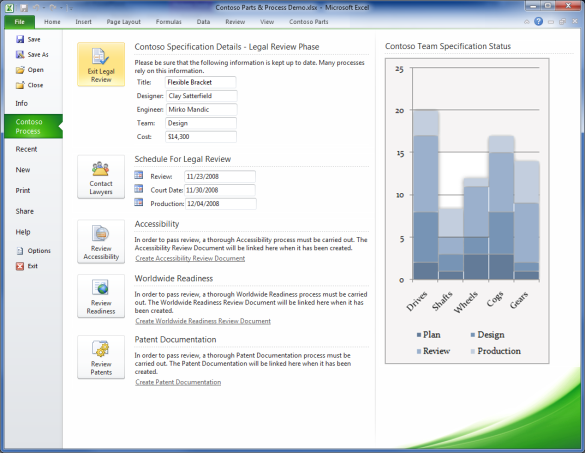 Contoso Parts & Process Demo.xlsx - Microsoft Excel
File Home Insert Page Layout Formulas Data Review View Contoso Parts
Save
Save As
Open
Close
Info
Contoso
Process
Recent
New
Print
Share
Help
Options
Exit
Exit Legal
Review
Contoso Specification Details - Legal Review Phase
Please be sure that the following information is kept up to date. Many processes
rely on this information.
Title: Flexible Bracket
Designer: Clay Satterfield
Engineer: Mirko Mandic
Team: Design
Cost: $14,300
Contact
Lawyers
Schedule For Legal Review
Review: 11/23/2008
Court Date: 11/30/2008
Production: 12/04/2008
Review
Accessibility
Accessibility
In order to pass review, a thorough Accessibility process must be carried out. The
Accessibility Review Document will be linked here when it has been created.
Create Accessibility Review Document
Review
Readiness
Worldwide Readiness
In order to pass review, a thorough Worldwide Readiness process must be carried
out. The Worldwide Readiness Review Document will be linked here when it has
been created.
Create Worldwide Readiness Review Document
Review
Patents
Patent Documentation
In order to pass review, a thorough Patent Documentation process must be
carried out. The Patent Documentation will be linked here when it has been
created.
Create Patent Documentation
Contoso Team Specification Status
25
20
15
10
5
0
Drives Shafts Wheels Cogs Gears
Plan Design
Review Production